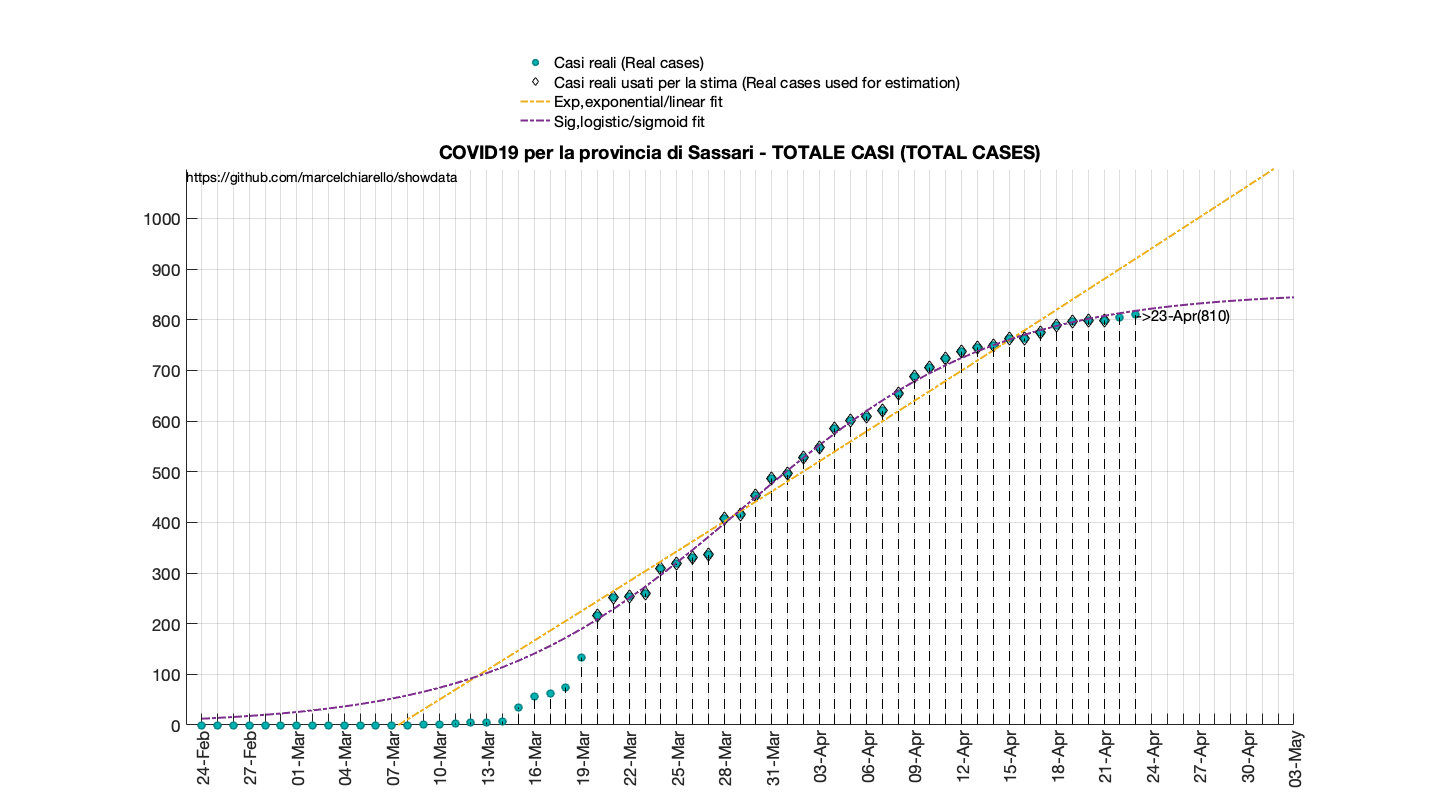 Casi reali (Real cases)
Casi reali usati per la stima (Real cases used for estimation)
Exp,exponential/linear fit
Sig,logistic/sigmoid fit
COVID19 per la provincia di Sassari - TOTALE CASI (TOTAL CASES)
https://github.com/marcelchiarello/showdata
1000
900
800
700
600
500
400
300
200
100
0
->23-Apr(810)
24-Feb
27-Feb
01-Mar
04-Mar
07-Mar
10-Mar
13-Mar
16-Mar
19-Mar
22-Mar
25-Mar
28-Mar
31-Mar
03-Apr
06-Apr
09-Apr
12-Apr
15-Apr
18-Apr
21-Apr
24-Apr
27-Apr
30-Apr
03-May